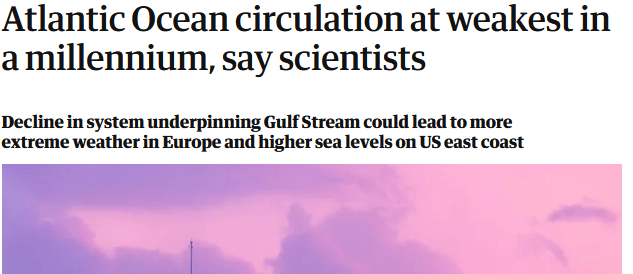 Atlantic Ocean circulation at weakest in
a millennium, say scientists
Decline in system underpinning Gulf Stream could lead to more
extreme weather in Europe and higher sea levels on US east coast